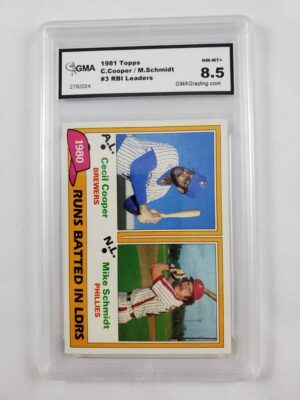 GMA
2782024
1981 Topps
C.Cooper / M.Schmidt
#3 RBI Leaders
NM-MT+
8.5
GMAGrading.com
1980
RUNS BATTED IN LDRS
A.L.
Cecil Cooper
BREWERS
N.L.
Mike Schmidt
PHILLIES